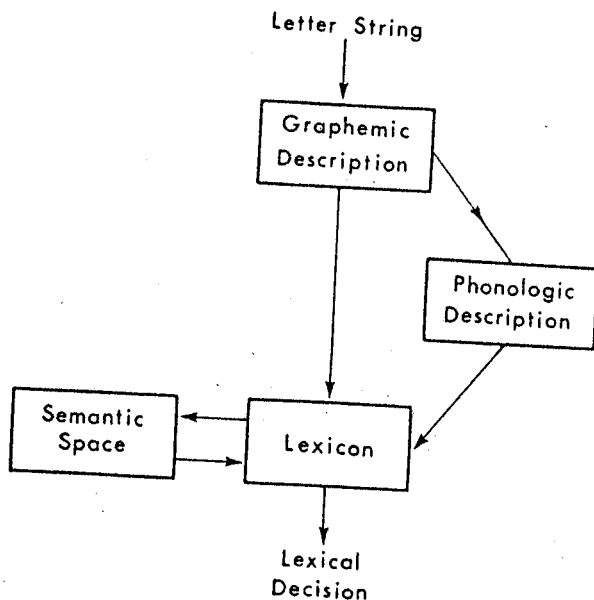 Letter String
Graphemic
Description
Phonologic
Description
Semantic
Space
Lexicon
Lexical
Decision